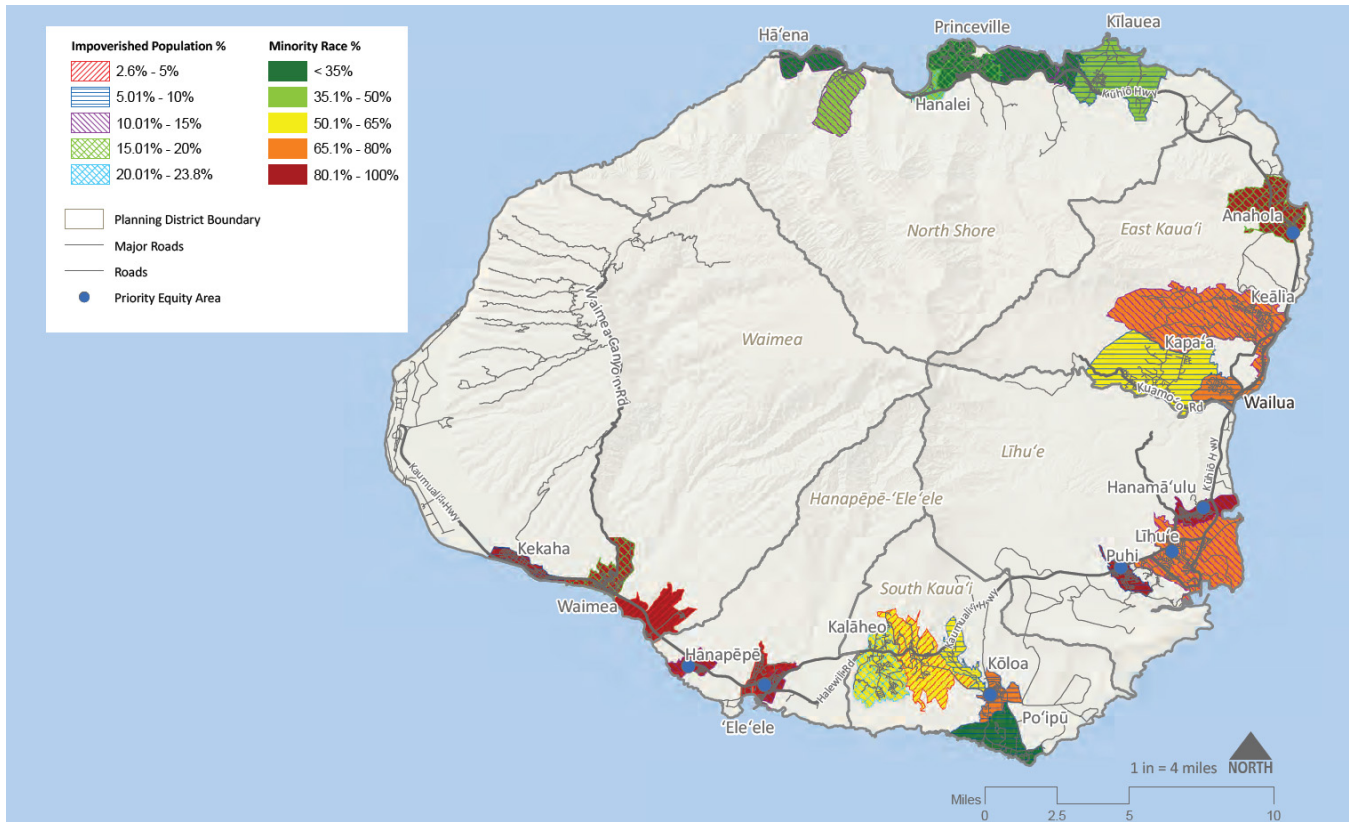 Impoverished Population %
2.6% - 5%
5.01% - 10%
10.01% - 15%
15.01% - 20%
20.01% - 23.8%
Minority Race %
< 35%
35.1% - 50%
50.1% - 65%
65.1% - 80%
80.1% - 100%
Planning District Boundary
Major Roads
Roads
Priority Equity Area
Hāʻena
Princeville
Kīlauea
Hanalei
Kūhiō Hwy
Anahola
North Shore
East Kauaʻi
Keālia
Kapaʻa
Waimea Canyon Rd
Waimea
Kuamoʻo Rd
Wailua
Līhuʻe
Kūhiō Hwy
Hanamāʻulu
Kaumualiʻi Hwy
Hanapēpē-ʻEleʻele
Līhuʻe
Puhi
Kekaha
Waimea
South Kauaʻi
Kaumualiʻi Hwy
Kalāheo
Hanapēpē
Halewili Rd
Kōloa
ʻEleʻele
Poʻipū
1 in = 4 miles NORTH
Miles
0 2.5 5 10